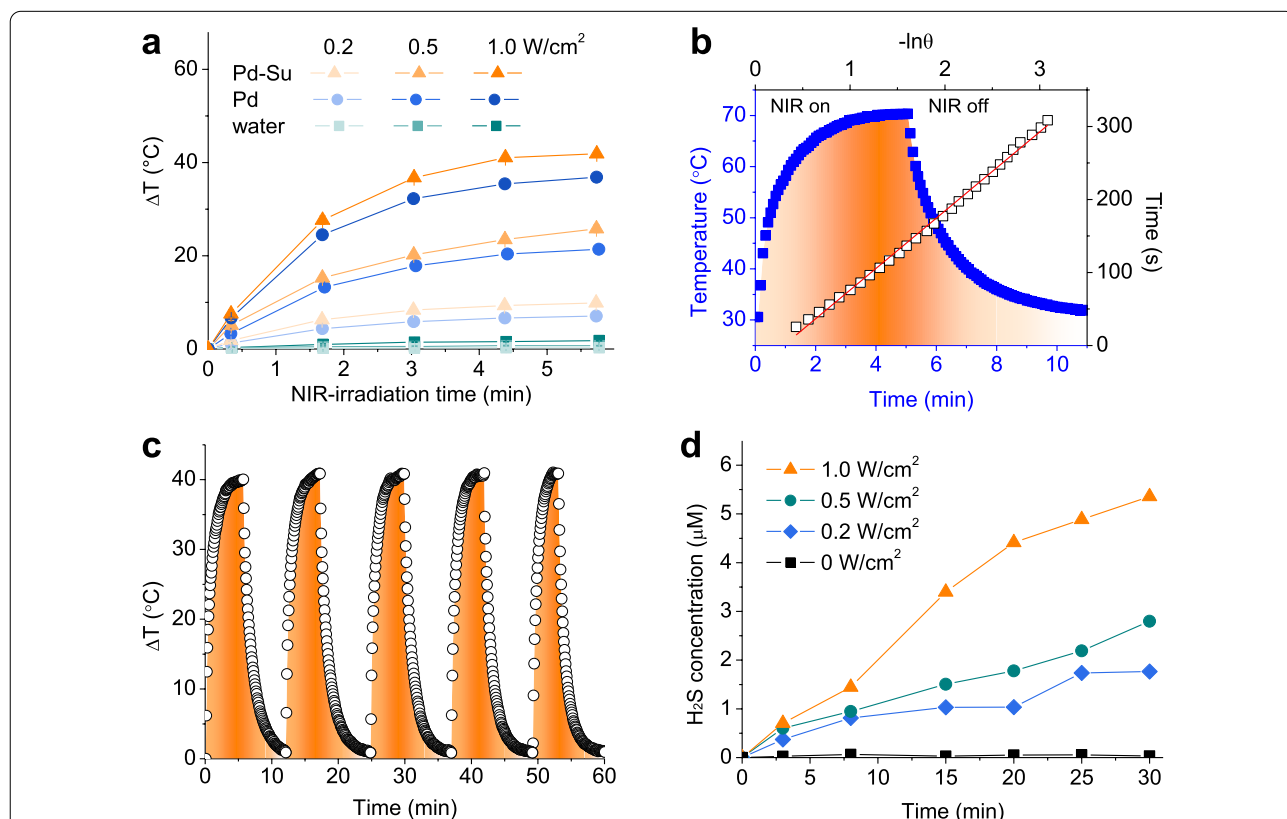 a
0.2 0.5 1.0 W/cm²
Pd-Su
Pd
water
60
40
20
0
ΔT (°C)
0 1 2 3 4 5
NIR-irradiation time (min)
b
-lnθ
0 1 2 3
NIR on NIR off
70
60
50
40
30
Temperature (°C)
300
200
100
0
Time (s)
0 2 4 6 8 10
Time (min)
c
40
30
20
10
0
ΔT (°C)
0 10 20 30 40 50 60
Time (min)
d
1.0 W/cm²
0.5 W/cm²
0.2 W/cm²
0 W/cm²
6
5
4
3
2
1
0
H₂S concentration (μM)
0 5 10 15 20 25 30
Time (min)